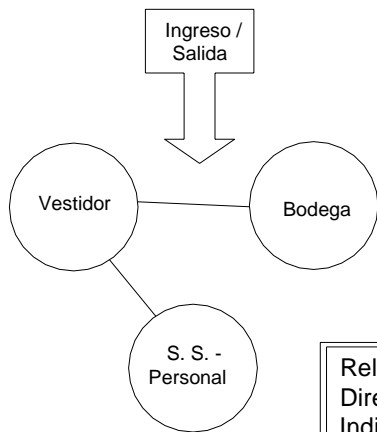 Ingreso /
Salida
Vestidor
Bodega
S. S. -
Personal